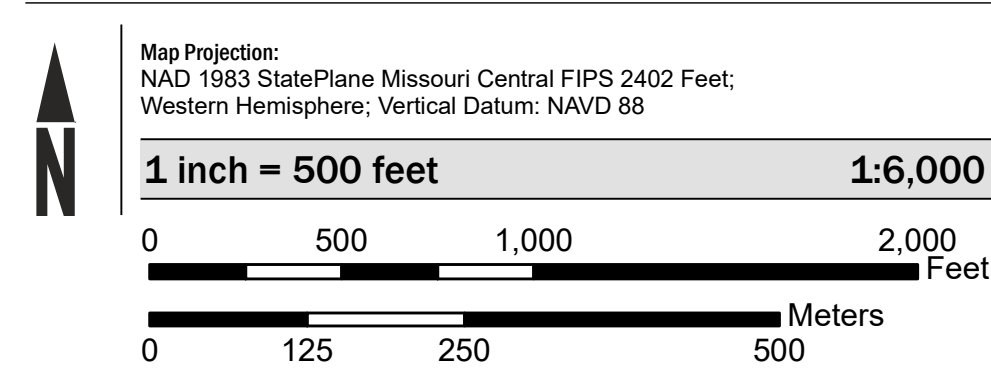 Map Projection:
NAD 1983 StatePlane Missouri Central FIPS 2402 Feet;
Western Hemisphere; Vertical Datum: NAVD 88
N
1 inch = 500 feet 1:6,000
0 500 1,000 2,000
Feet
Meters
0 125 250 500